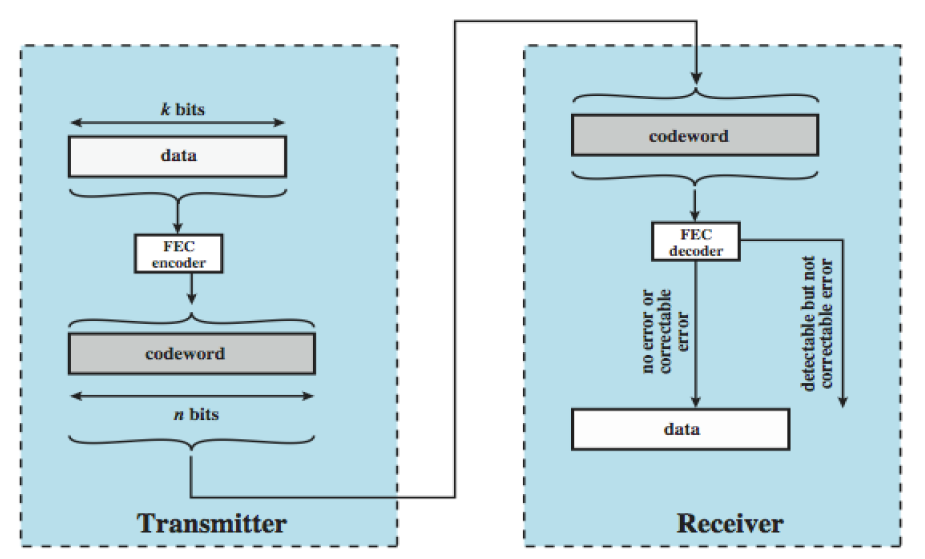 k bits
data
FEC
encoder
codeword
n bits
Transmitter
codeword
FEC
decoder
no error or
correctable
error
detectable but not
correctable error
data
Receiver